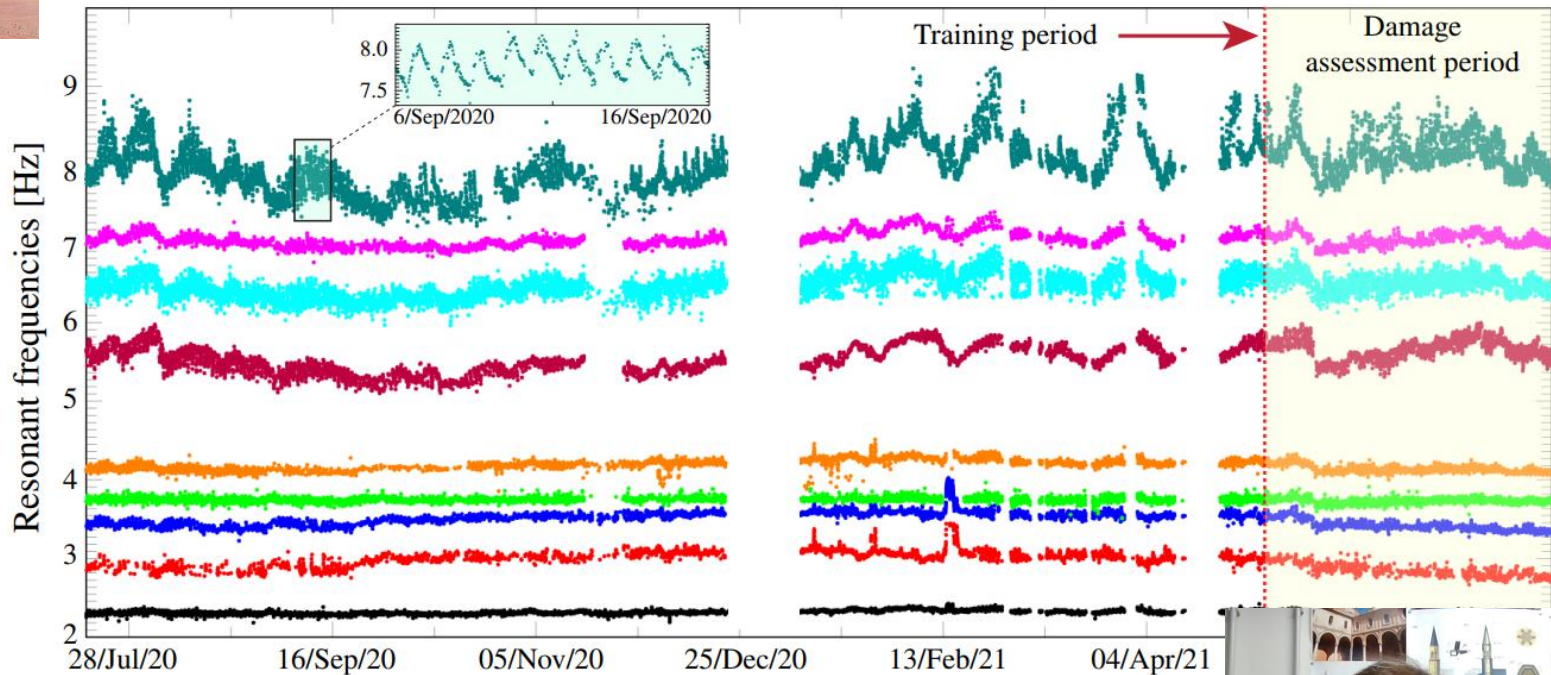 Training period
Damage
assessment period
8.0
7.5
6/Sep/2020 16/Sep/2020
Resonant frequencies [Hz]
9
8
7
6
5
4
3
2
28/Jul/20 16/Sep/20 05/Nov/20 25/Dec/20 13/Feb/21 04/Apr/21